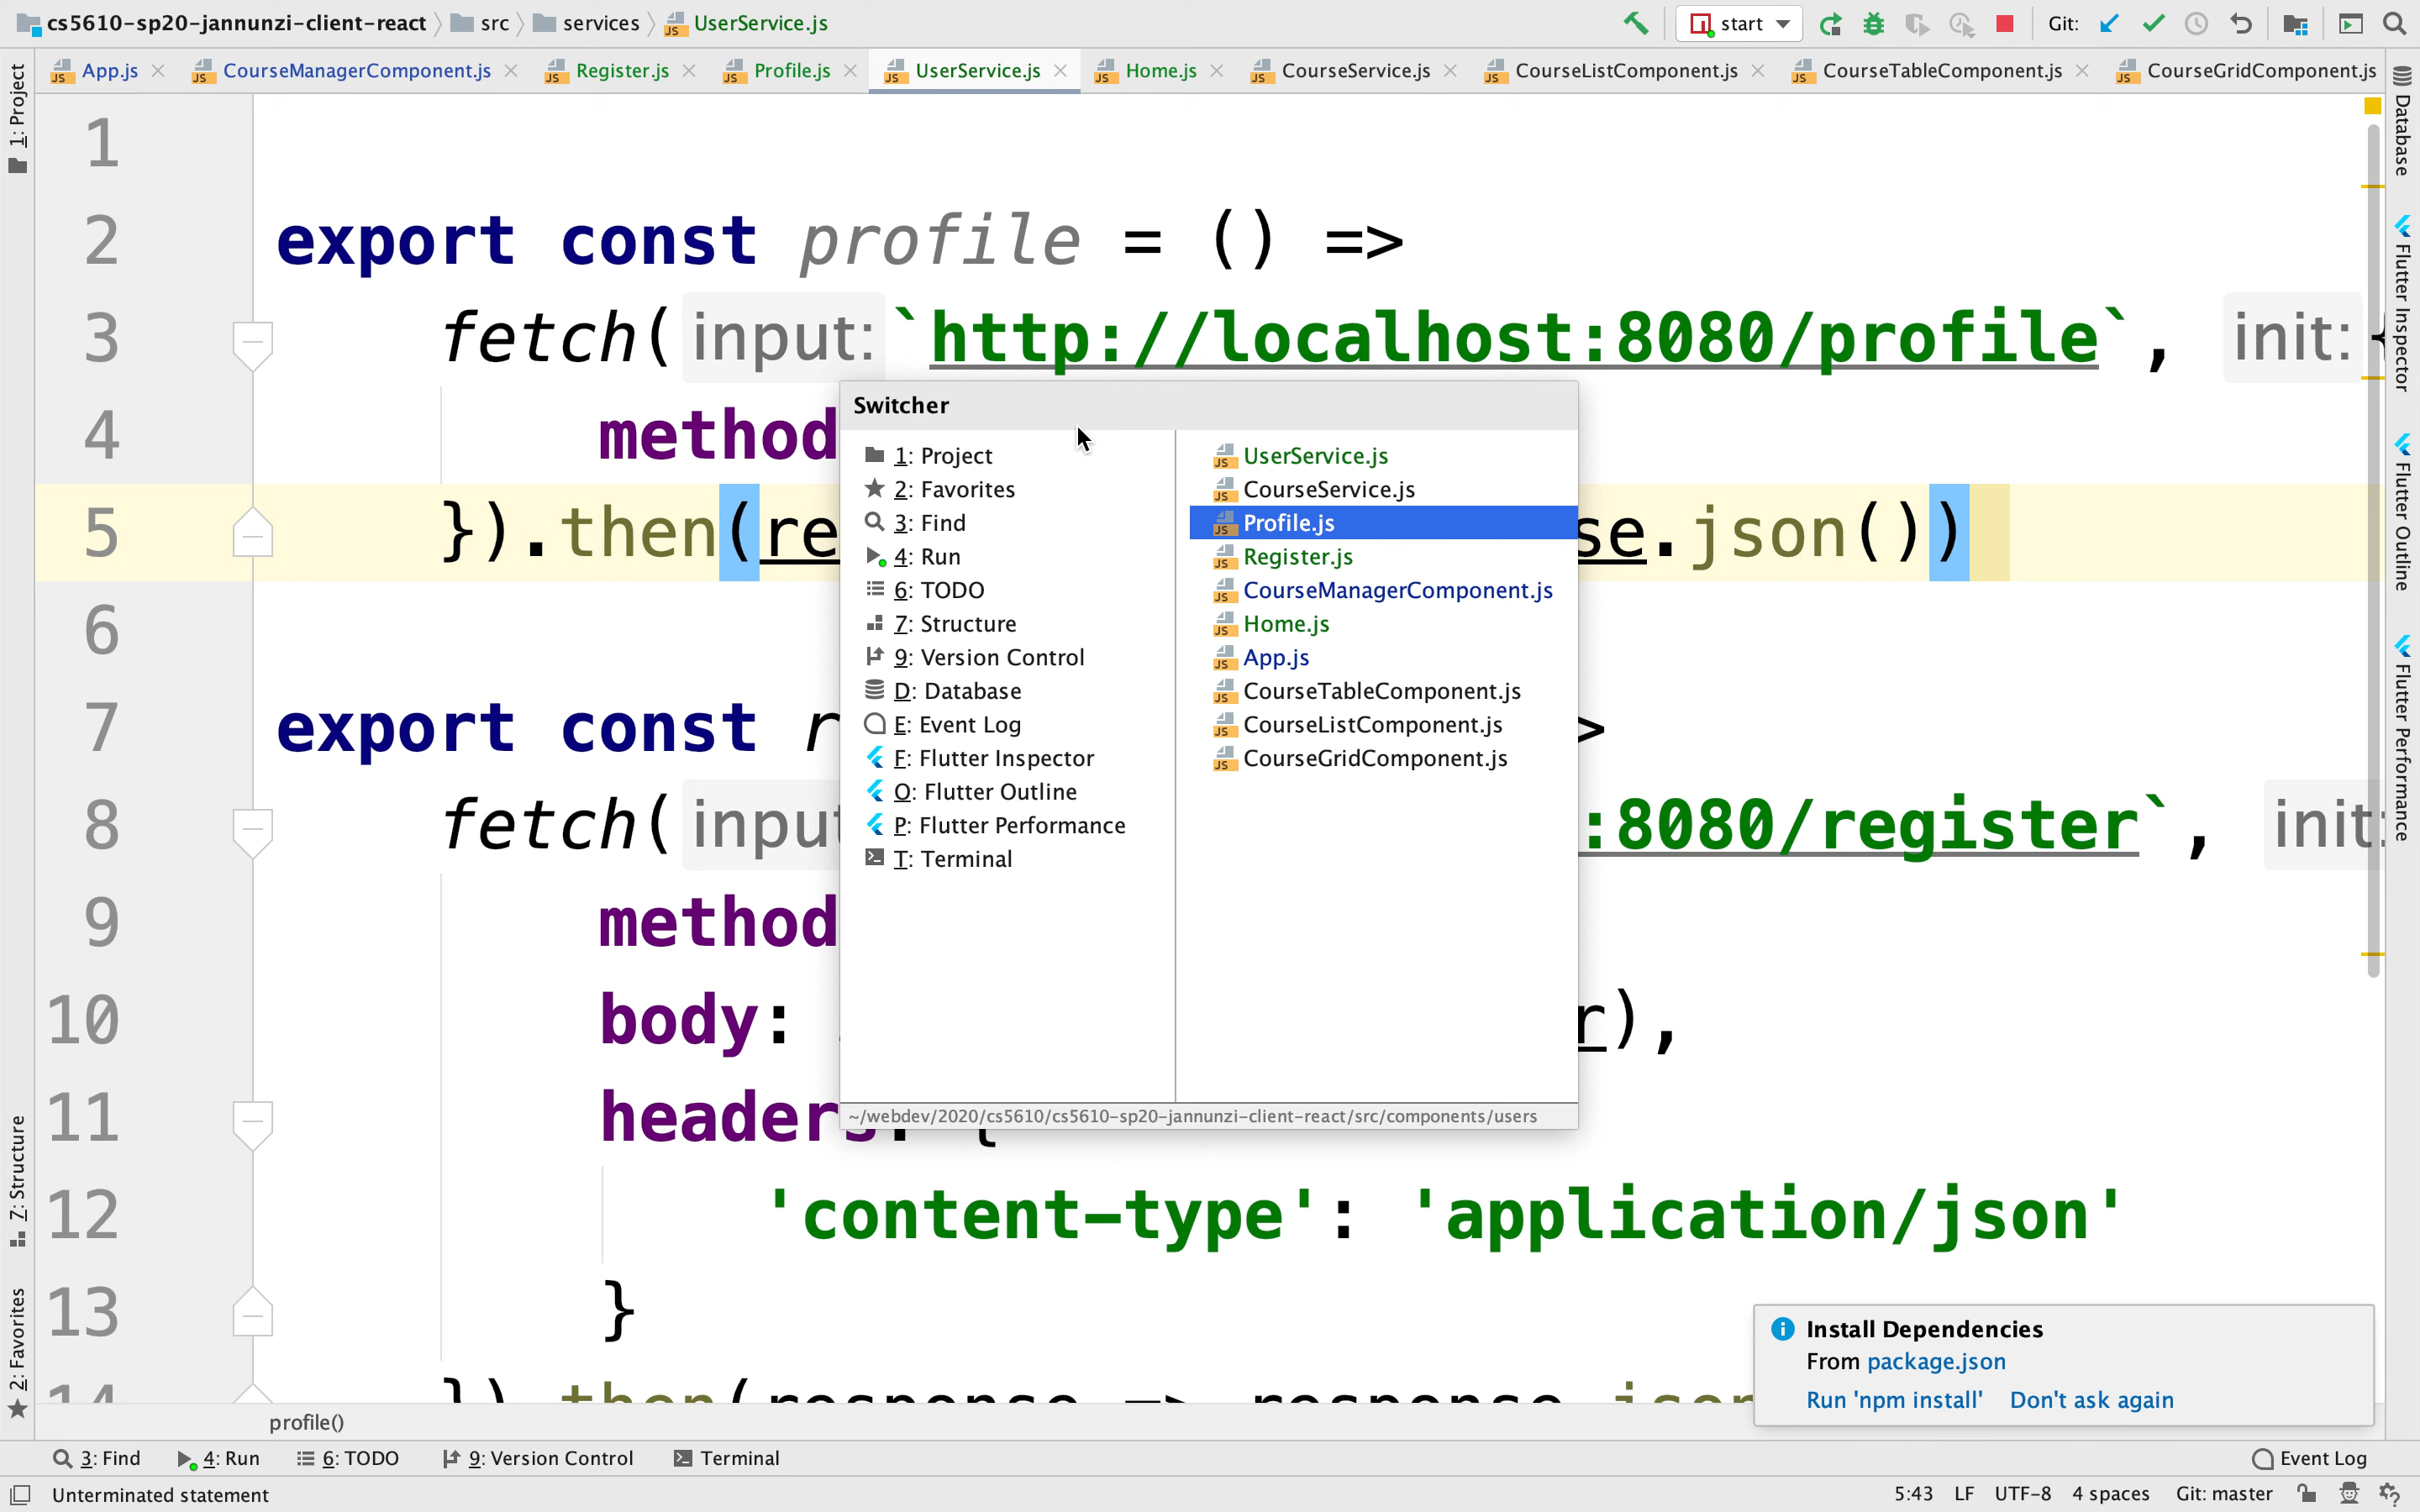 cs5610-sp20-jannunzi-client-react src services UserService.js start Git:
App.js CourseManagerComponent.js Register.js Profile.js UserService.js Home.js CourseService.js CourseListComponent.js CourseTableComponent.js CourseGridComponent.js
1: Project
7: Structure
2: Favorites
1
2 export const profile = () =>
3 fetch( input: `http://localhost:8080/profile`, init: {
4 method
5 }).then(re se.json())
6
7 export const r >
8 fetch( input :8080/register`, init:
9 method
10 body: r),
11 headers: {
12 'content-type': 'application/json'
13 }
14 }).then(response => response.json
Switcher
1: Project
2: Favorites
3: Find
4: Run
6: TODO
7: Structure
9: Version Control
D: Database
E: Event Log
F: Flutter Inspector
O: Flutter Outline
P: Flutter Performance
T: Terminal
UserService.js
CourseService.js
Profile.js
Register.js
CourseManagerComponent.js
Home.js
App.js
CourseTableComponent.js
CourseListComponent.js
CourseGridComponent.js
~/webdev/2020/cs5610/cs5610-sp20-jannunzi-client-react/src/components/users
Database
Flutter Inspector
Flutter Outline
Flutter Performance
Install Dependencies
From package.json
Run 'npm install' Don't ask again
profile()
3: Find 4: Run 6: TODO 9: Version Control Terminal Event Log
Unterminated statement 5:43 LF UTF-8 4 spaces Git: master